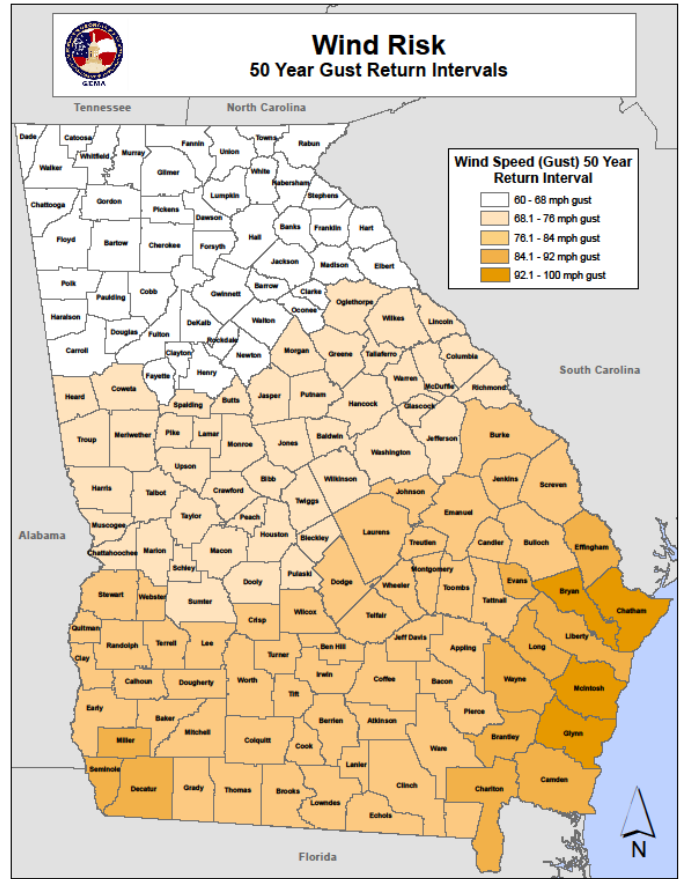 Wind Risk
50 Year Gust Return Intervals
GEMA
Tennessee
North Carolina
Wind Speed (Gust) 50 Year
Return Interval
60 - 68 mph gust
68.1 - 76 mph gust
76.1 - 84 mph gust
84.1 - 92 mph gust
92.1 - 100 mph gust
Dade
Catoosa
Whitfield
Murray
Fannin
Union
Towns
Rabun
Walker
Gilmer
White
Habersham
Stephens
Chattooga
Gordon
Pickens
Lumpkin
Dawson
Banks
Franklin
Hart
Floyd
Bartow
Cherokee
Forsyth
Hall
Jackson
Madison
Elbert
Polk
Paulding
Cobb
Gwinnett
Barrow
Clarke
Oconee
Oglethorpe
Wilkes
Lincoln
Haralson
Douglas
Fulton
DeKalb
Rockdale
Walton
Carroll
Clayton
Fayette
Henry
Newton
Morgan
Greene
Taliaferro
Columbia
South Carolina
Heard
Coweta
Spalding
Butts
Jasper
Putnam
Hancock
Warren
McDuffie
Richmond
Glascock
Troup
Meriwether
Pike
Lamar
Monroe
Jones
Baldwin
Washington
Jefferson
Burke
Upson
Harris
Talbot
Crawford
Bibb
Wilkinson
Twiggs
Johnson
Jenkins
Screven
Taylor
Peach
Houston
Bleckley
Laurens
Emanuel
Muscogee
Chattahoochee
Marion
Macon
Schley
Dooly
Pulaski
Treutlen
Candler
Bulloch
Effingham
Alabama
Stewart
Webster
Sumter
Dodge
Wheeler
Montgomery
Toombs
Evans
Tattnall
Bryan
Chatham
Quitman
Randolph
Terrell
Lee
Crisp
Wilcox
Telfair
Clay
Calhoun
Dougherty
Worth
Turner
Ben Hill
Irwin
Jeff Davis
Appling
Long
Liberty
Early
Baker
Mitchell
Tift
Coffee
Bacon
Wayne
McIntosh
Miller
Colquitt
Cook
Berrien
Atkinson
Pierce
Ware
Brantley
Glynn
Seminole
Decatur
Grady
Thomas
Brooks
Lanier
Lowndes
Clinch
Echols
Charlton
Camden
Florida
N